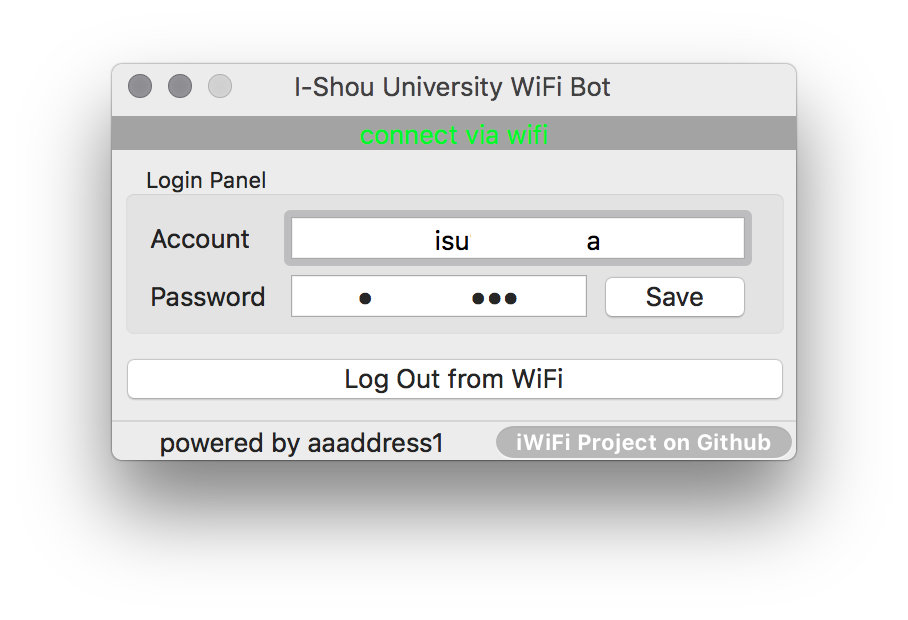 I-Shou University WiFi Bot
connect via wifi
Login Panel
Account isu a
Password ● ●●● Save
Log Out from WiFi
powered by aaaddress1 iWiFi Project on Github